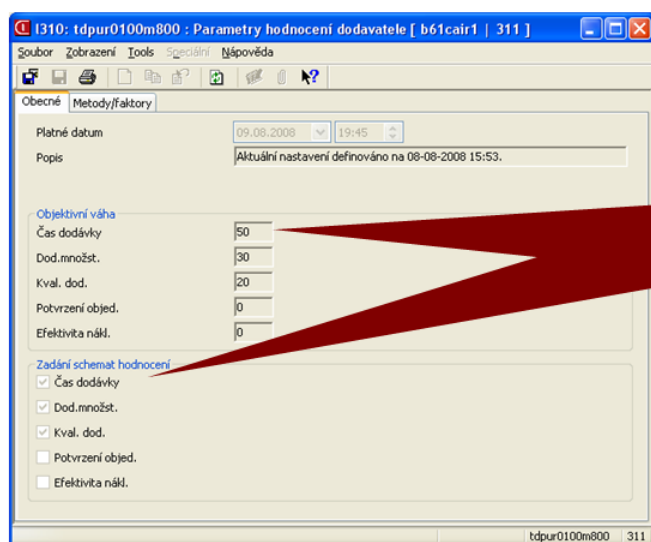 I310: tdpur0100m800 : Parametry hodnocení dodavatele [ b61cair1 | 311 ]
Soubor Zobrazení Tools Speciální Nápověda
Obecné Metody/faktory
Platné datum 09.08.2008 19:45
Popis Aktuální nastavení definováno na 08-08-2008 15:53.
Objektivní váha
Čas dodávky 50
Dod.množst. 30
Kval. dod. 20
Potvrzení objed. 0
Efektivita nákl. 0
Zadání schemat hodnocení
Čas dodávky
Dod.množst.
Kval. dod.
Potvrzení objed.
Efektivita nákl.
tdpur0100m800 311